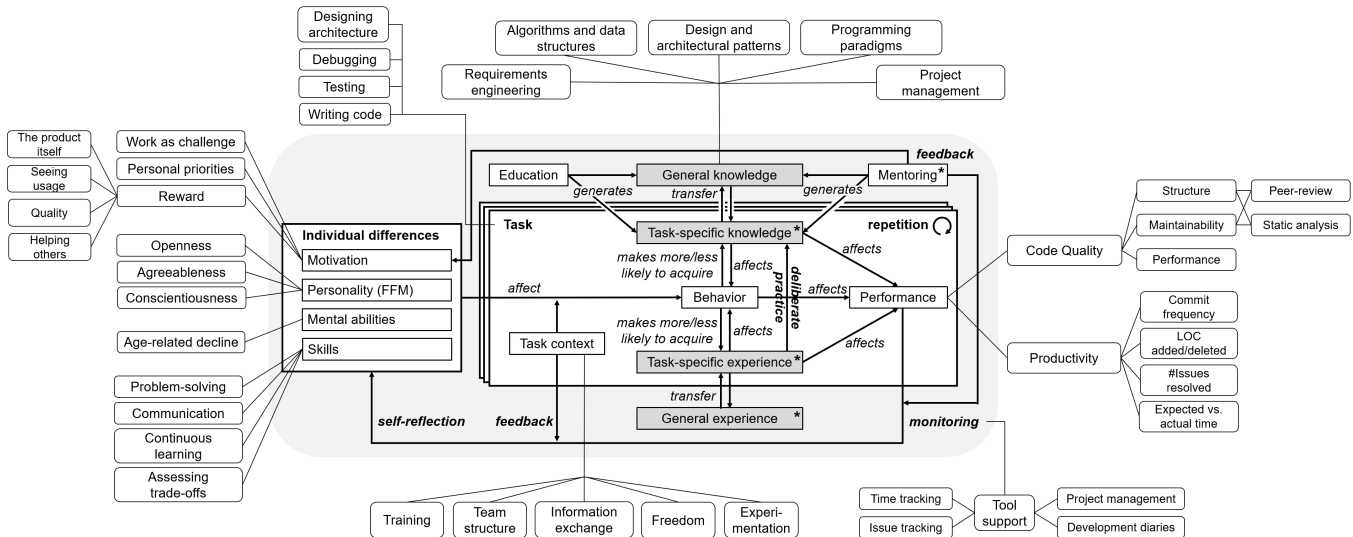 Designing
architecture
Debugging
Testing
Writing code
Algorithms and data
structures
Design and
architectural patterns
Programming
paradigms
Requirements
engineering
Project
management
The product
itself
Seeing
usage
Quality
Helping
others
Work as challenge
Personal priorities
Reward
Openness
Agreeableness
Conscientiousness
Age-related decline
Problem-solving
Communication
Continuous
learning
Assessing
trade-offs
Individual differences
Motivation
Personality (FFM)
Mental abilities
Skills
Education
General knowledge
Mentoring*
feedback
generates
transfer
generates
Task
Task-specific knowledge*
repetition
makes more/less
likely to acquire
affects
deliberate
practice
affects
affect
Behavior
affects
Performance
makes more/less
likely to acquire
affects
affects
Task context
Task-specific experience*
transfer
General experience *
self-reflection
feedback
monitoring
Training
Team
structure
Information
exchange
Freedom
Experi-
mentation
Code Quality
Structure
Maintainability
Performance
Peer-review
Static analysis
Productivity
Commit
frequency
LOC
added/deleted
#Issues
resolved
Expected vs.
actual time
Time tracking
Issue tracking
Tool
support
Project management
Development diaries